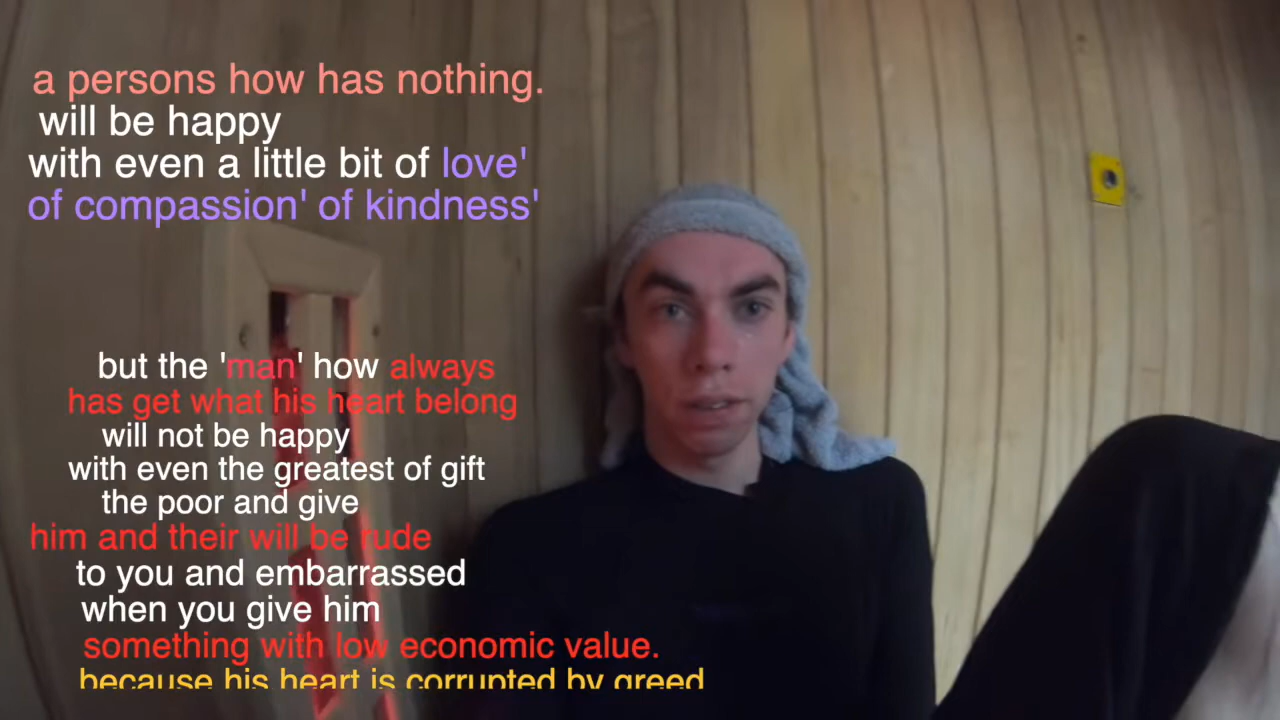 a persons how has nothing.
will be happy
with even a little bit of love'
of compassion' of kindness'
but the 'man' how always
has get what his heart belong
will not be happy
with even the greatest of gift
the poor and give
him and their will be rude
to you and embarrassed
when you give him
something with low economic value.
because his heart is corrupted by greed